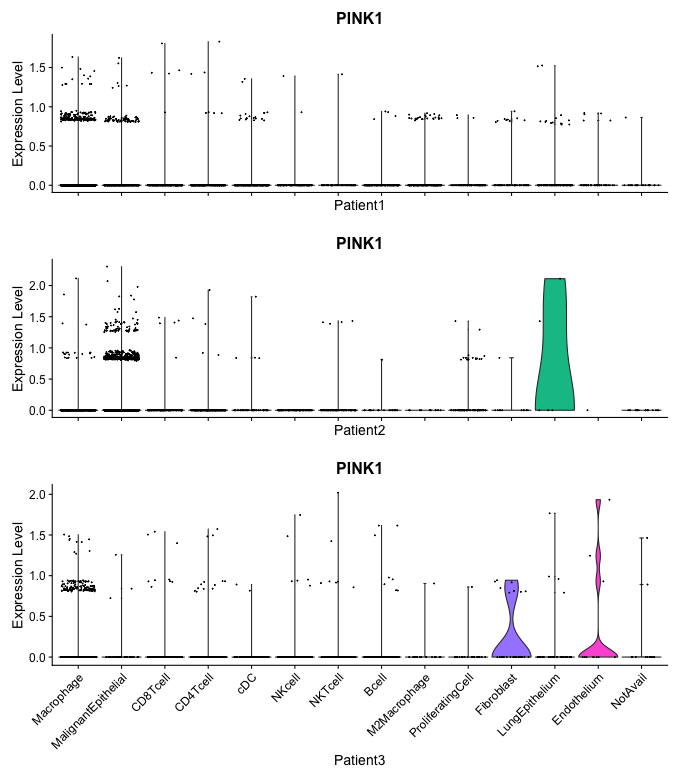 PINK1
Expression Level
1.5
1.0
0.5
0.0
Patient1
PINK1
Expression Level
2.0
1.5
1.0
0.5
0.0
Patient2
PINK1
Expression Level
2.0
1.5
1.0
0.5
0.0
Macrophage
MalignantEpithelial
CD8Tcell
CD4Tcell
cDC
NKcell
NKTcell
Bcell
M2Macrophage
ProliferatingCell
Fibroblast
LungEpithelium
Endothelium
NotAvail
Patient3